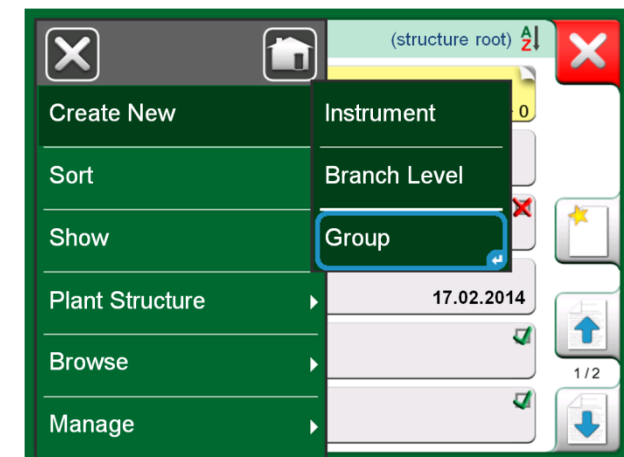 (structure root) A Z
Create New
Instrument
0
Sort
Branch Level
Show
Group
Plant Structure
17.02.2014
Browse
1 / 2
Manage